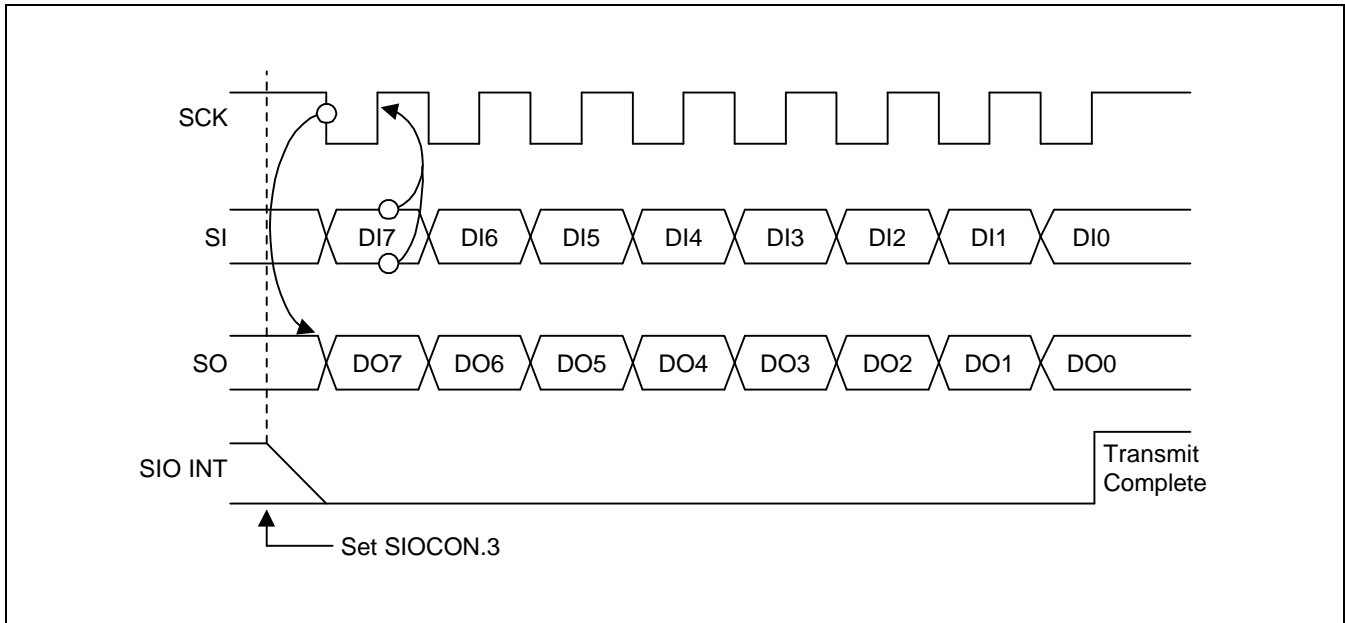 SCK
SI
DI7 DI6 DI5 DI4 DI3 DI2 DI1 DI0
SO
DO7 DO6 DO5 DO4 DO3 DO2 DO1 DO0
SIO INT
Transmit
Complete
Set SIOCON.3